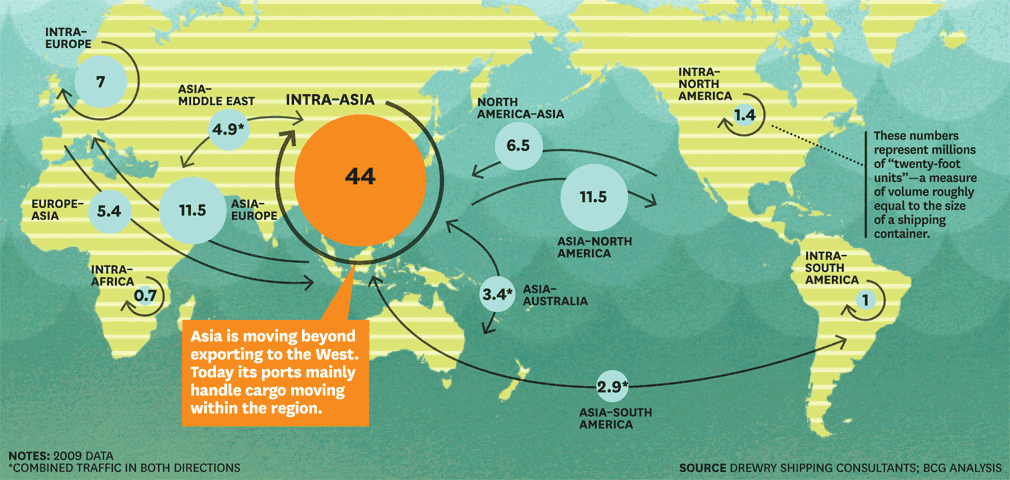 INTRA–
EUROPE
7
ASIA–
MIDDLE EAST
4.9*
INTRA–ASIA
44
NORTH
AMERICA–ASIA
6.5
INTRA–
NORTH
AMERICA
1.4
These numbers
represent millions
of “twenty-foot
units”—a measure
of volume roughly
equal to the size
of a shipping
container.
EUROPE–
ASIA
5.4
11.5
ASIA–
EUROPE
11.5
ASIA–NORTH
AMERICA
INTRA–
AFRICA
0.7
3.4*
ASIA–
AUSTRALIA
INTRA–
SOUTH
AMERICA
1
Asia is moving beyond
exporting to the West.
Today its ports mainly
handle cargo moving
within the region.
2.9*
ASIA–SOUTH
AMERICA
NOTES: 2009 DATA
*COMBINED TRAFFIC IN BOTH DIRECTIONS
SOURCE DREWRY SHIPPING CONSULTANTS; BCG ANALYSIS